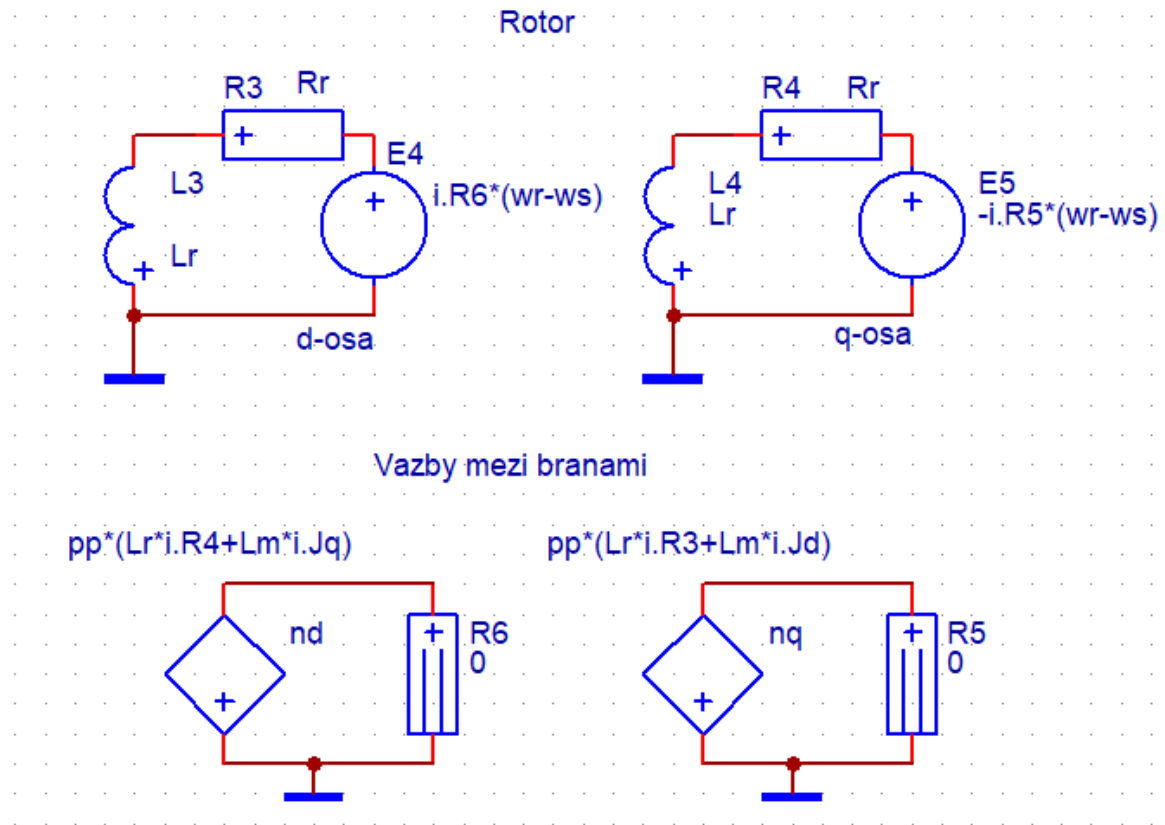 Rotor
R3 Rr
R4 Rr
E4
L3
i.R6*(wr-ws)
L4
E5
Lr
-i.R5*(wr-ws)
Lr
d-osa
q-osa
Vazby mezi branami
pp*(Lr*i.R4+Lm*i.Jq)
pp*(Lr*i.R3+Lm*i.Jd)
nd
R6
0
nq
R5
0